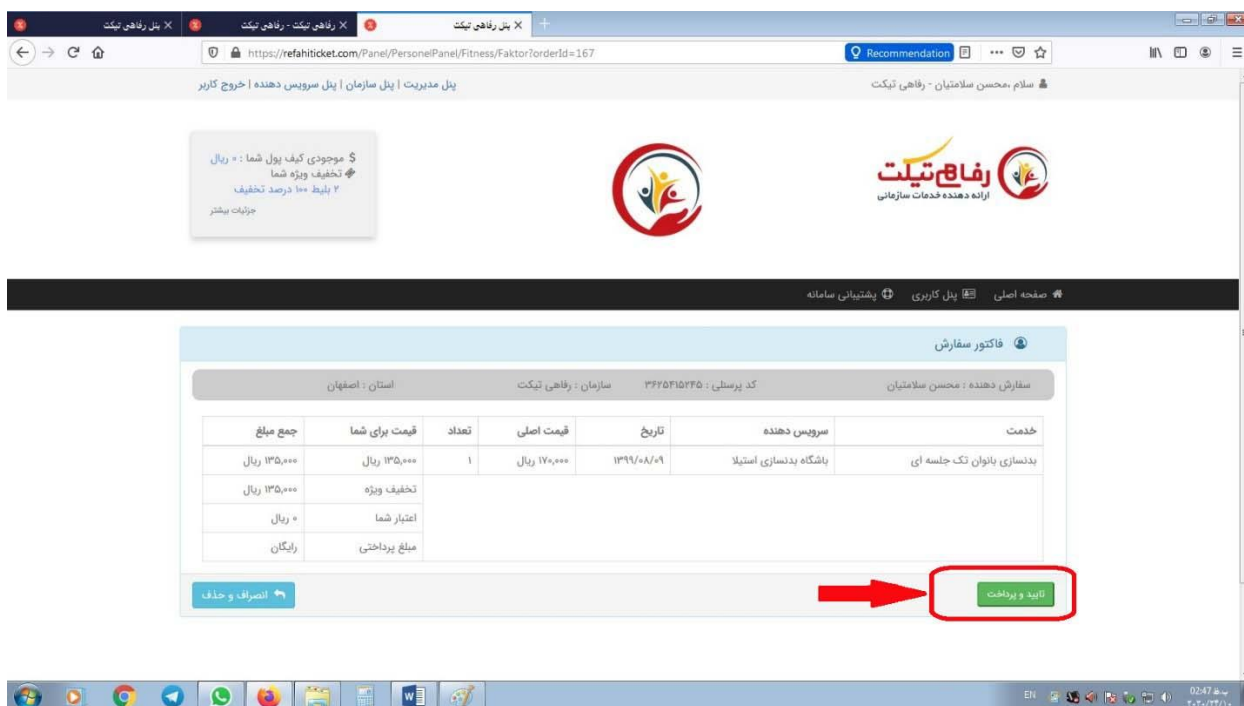 پنل رفاهی تیکت
رفاهی تیکت - رفاهی تیکت
پنل رفاهی تیکت
https://refahiticket.com/Panel/PersonelPanel/Fitness/Faktor?orderId=167
Recommendation
سلام ،محسن سلامتیان - رفاهی تیکت
پنل مدیریت | پنل سازمان | پنل سرویس دهنده | خروج کاربر
رفاهی تیکت
ارائه دهنده خدمات سازمانی
$ موجودی کیف پول شما : ۰ ریال
تخفیف ویژه شما
۲ بلیط ۱۰۰ درصد تخفیف
جزئیات بیشتر
صفحه اصلی پنل کاربری پشتیبانی سامانه
فاکتور سفارش
سفارش دهنده : محسن سلامتیان کد پرسنلی : ۳۶۲۵۴۱۵۲۴۵ سازمان : رفاهی تیکت استان : اصفهان
خدمت سرویس دهنده تاریخ قیمت اصلی تعداد قیمت برای شما جمع مبلغ
بدنسازی بانوان تک جلسه ای باشگاه بدنسازی استیلا ۱۳۹۹/۰۸/۰۹ ۱۷۰,۰۰۰ ریال ۱ ۱۳۵,۰۰۰ ریال ۱۳۵,۰۰۰ ریال
تخفیف ویژه ۱۳۵,۰۰۰ ریال
اعتبار شما ۰ ریال
مبلغ پرداختی رایگان
تایید و پرداخت انصراف و حذف
EN 02:47 ب.ظ